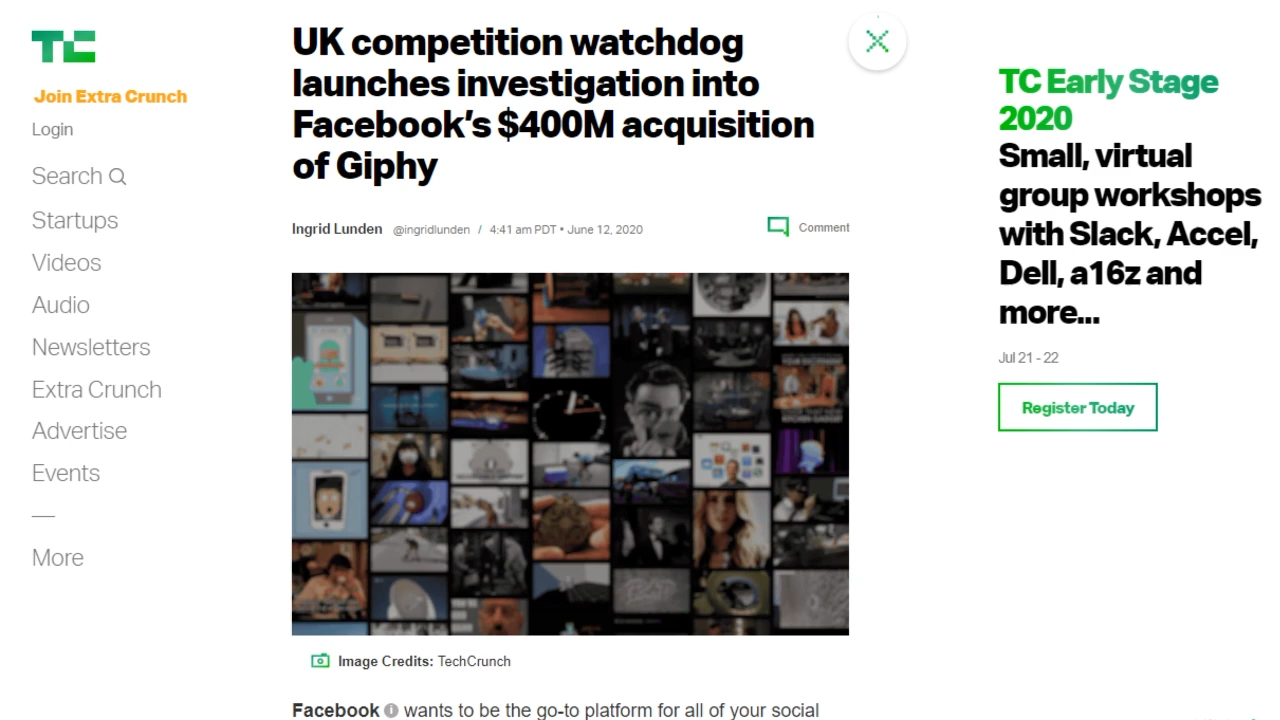 TC
Join Extra Crunch
Login
Search
Startups
Videos
Audio
Newsletters
Extra Crunch
Advertise
Events
—
More
UK competition watchdog
launches investigation into
Facebook’s $400M acquisition
of Giphy
Ingrid Lunden @ingridlunden / 4:41 am PDT • June 12, 2020
Comment
Image Credits: TechCrunch
Facebook wants to be the go-to platform for all of your social
TC Early Stage
2020
Small, virtual
group workshops
with Slack, Accel,
Dell, a16z and
more...
Jul 21 - 22
Register Today